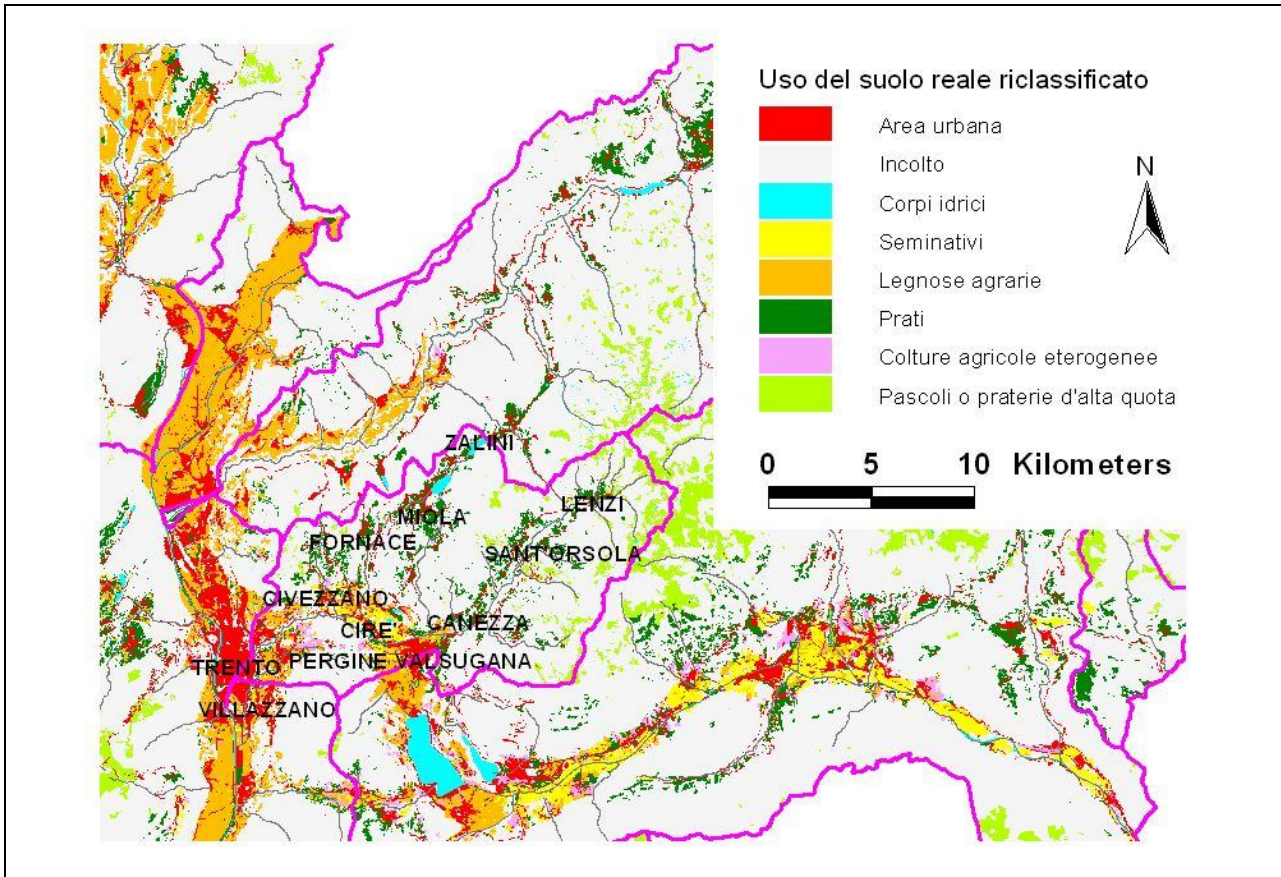 Uso del suolo reale riclassificato
Area urbana
Incolto
Corpi idrici
Seminativi
Legnose agrarie
Prati
Colture agricole eterogenee
Pascoli o praterie d'alta quota
N
0 5 10 Kilometers
ZALINI
LENZI
MIOLA
FORNACE
SANT'ORSOLA
CIVEZZANO
CIRE'
CANEZZA
TRENTO
PERGINE VALSUGANA
VILLAZZANO